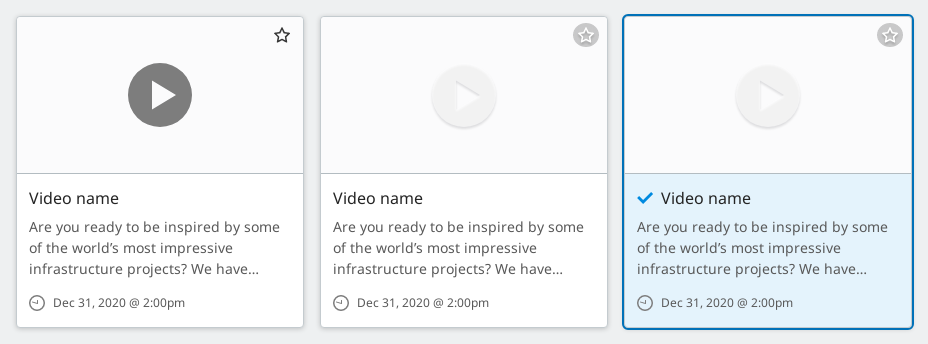 Video name
Are you ready to be inspired by some
of the world’s most impressive
infrastructure projects? We have...
Dec 31, 2020 @ 2:00pm
Video name
Are you ready to be inspired by some
of the world’s most impressive
infrastructure projects? We have...
Dec 31, 2020 @ 2:00pm
Video name
Are you ready to be inspired by some
of the world’s most impressive
infrastructure projects? We have...
Dec 31, 2020 @ 2:00pm